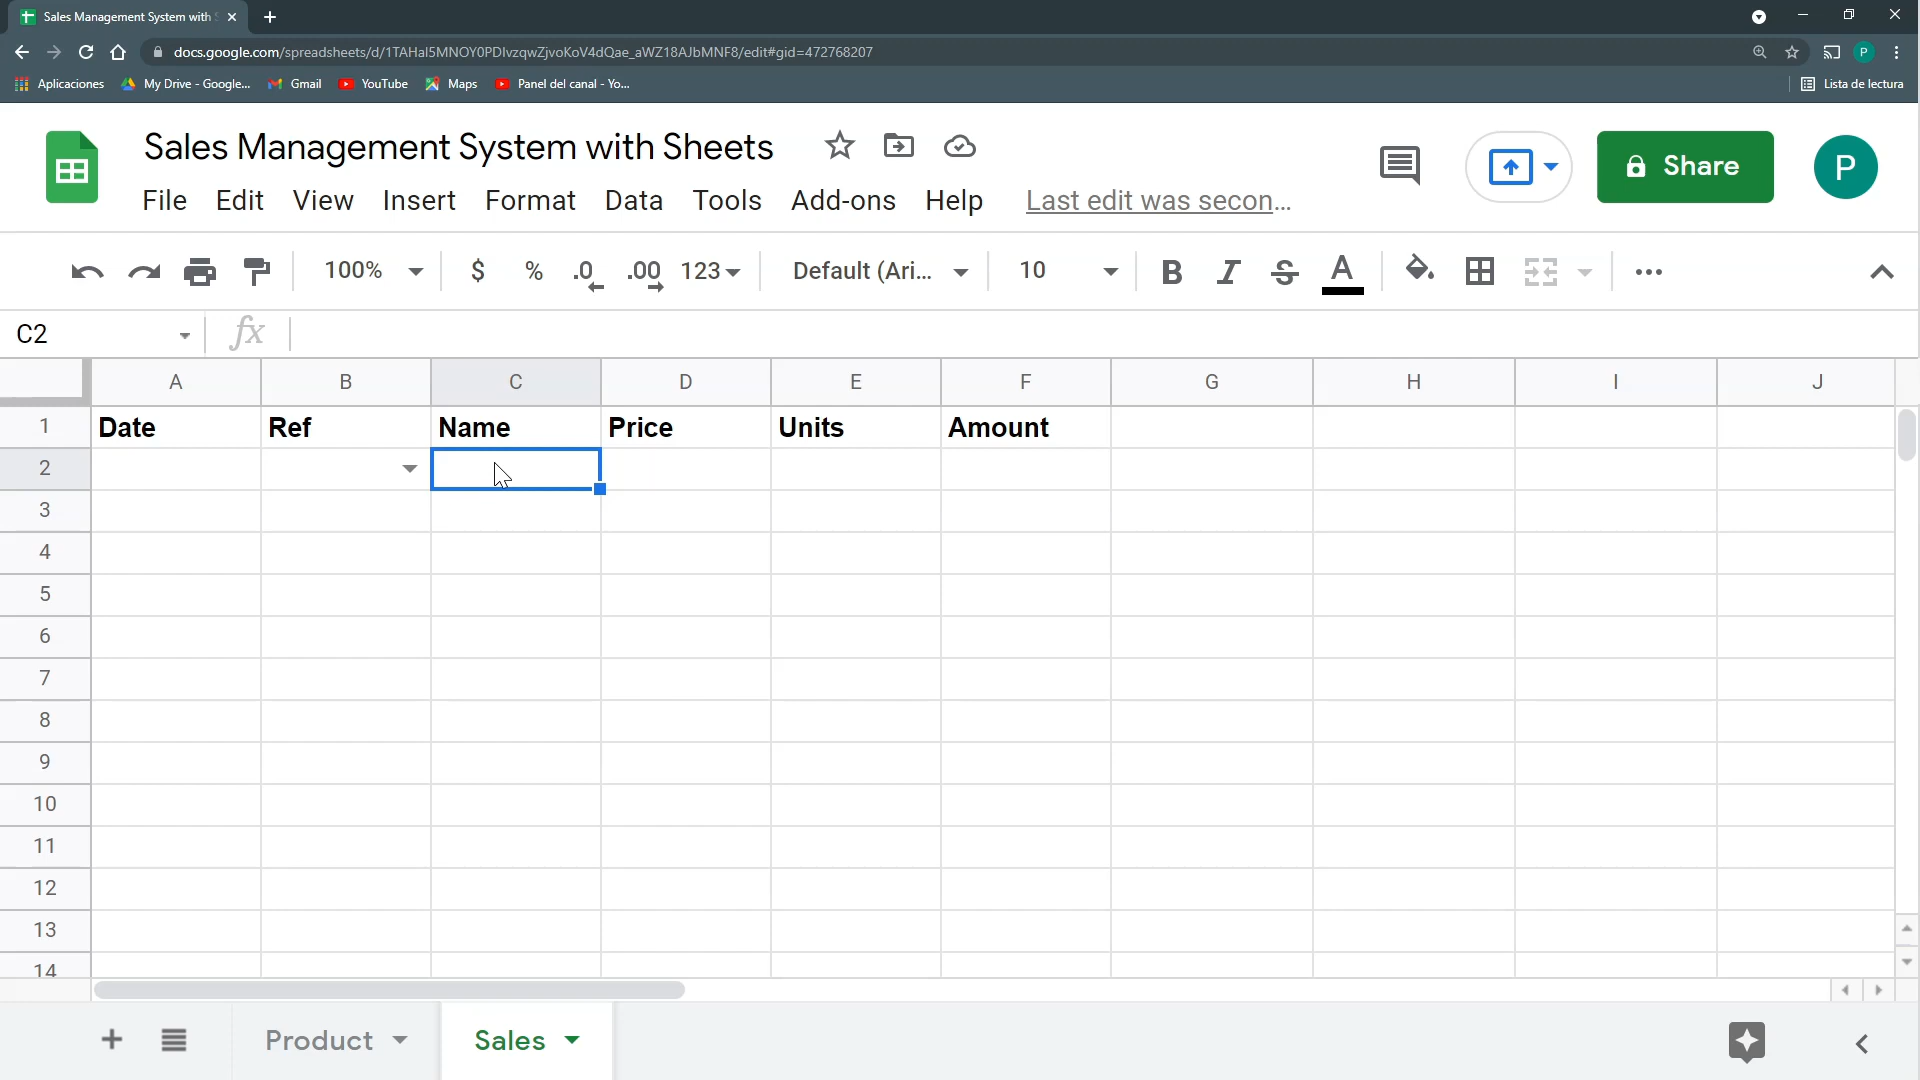 Sales Management System with S
docs.google.com/spreadsheets/d/1TAHal5MNOY0PDlvzqwZjvoKoV4dQae_aWZ18AJbMNF8/edit#gid=472768207
P
Aplicaciones My Drive - Google... Gmail YouTube Maps Panel del canal - Yo... Lista de lectura
Sales Management System with Sheets
Share
P
File Edit View Insert Format Data Tools Add-ons Help Last edit was secon...
100% $ % .0 .00 123 Default (Ari... 10 B I S A
C2 fx
A B C D E F G H I J
1 Date Ref Name Price Units Amount
2
3
4
5
6
7
8
9
10
11
12
13
14
Product Sales